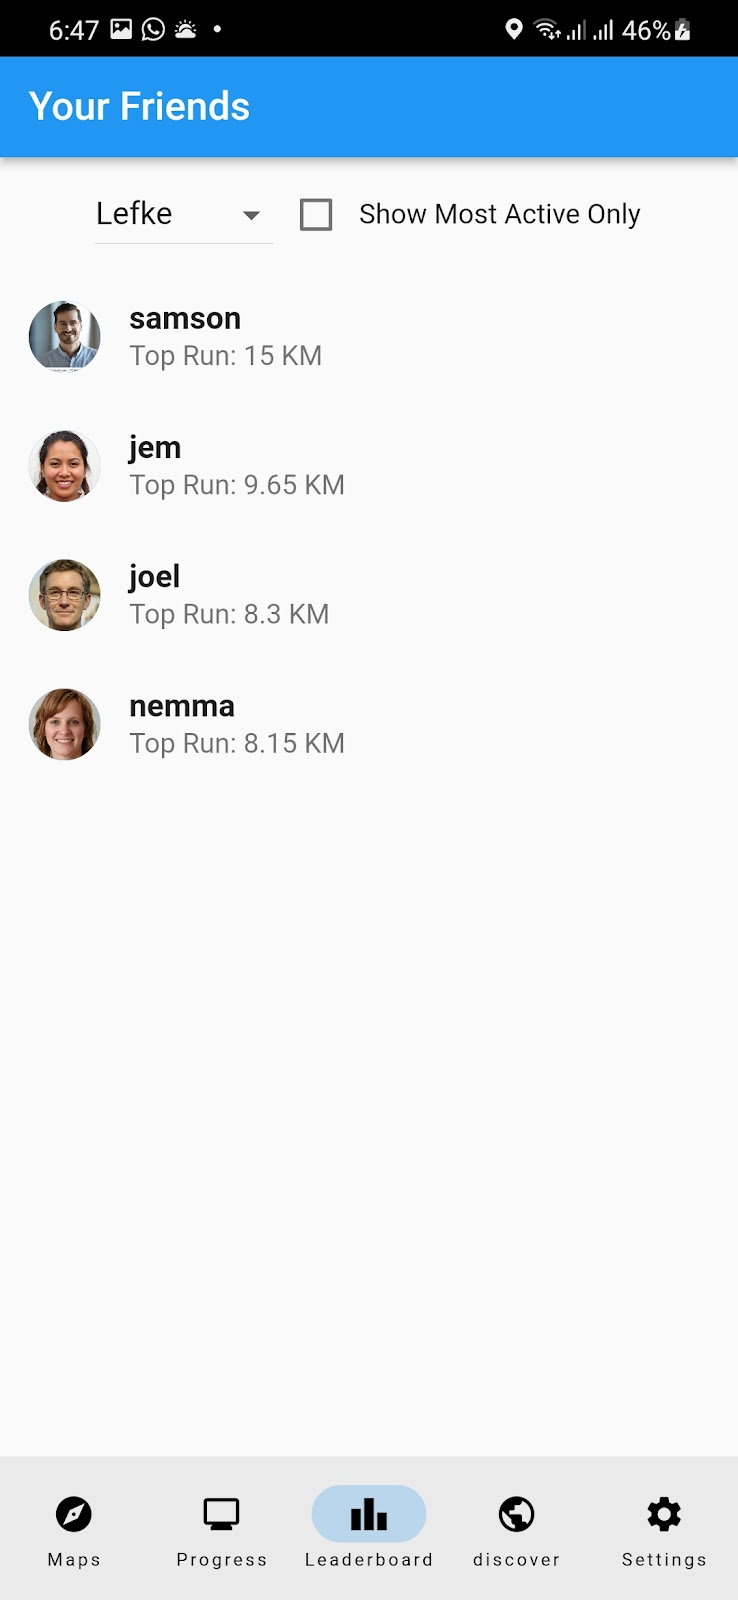 6:47 46%
Your Friends
Lefke Show Most Active Only
samson
Top Run: 15 KM
jem
Top Run: 9.65 KM
joel
Top Run: 8.3 KM
nemma
Top Run: 8.15 KM
Maps Progress Leaderboard discover Settings